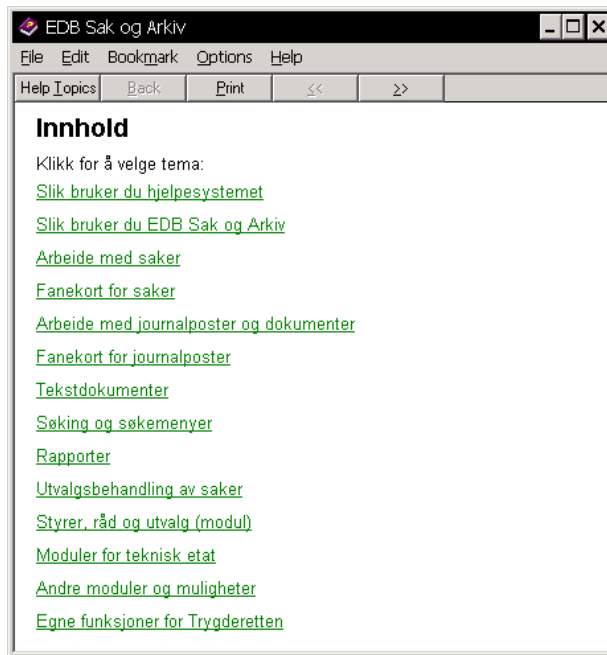 EDB Sak og Arkiv
File Edit Bookmark Options Help
Help Topics Back Print << >>
Innhold
Klikk for å velge tema:
Slik bruker du hjelpesystemet
Slik bruker du EDB Sak og Arkiv
Arbeide med saker
Fanekort for saker
Arbeide med journalposter og dokumenter
Fanekort for journalposter
Tekstdokumenter
Søking og søkemenyer
Rapporter
Utvalgsbehandling av saker
Styrer, råd og utvalg (modul)
Moduler for teknisk etat
Andre moduler og muligheter
Egne funksjoner for Trygderetten